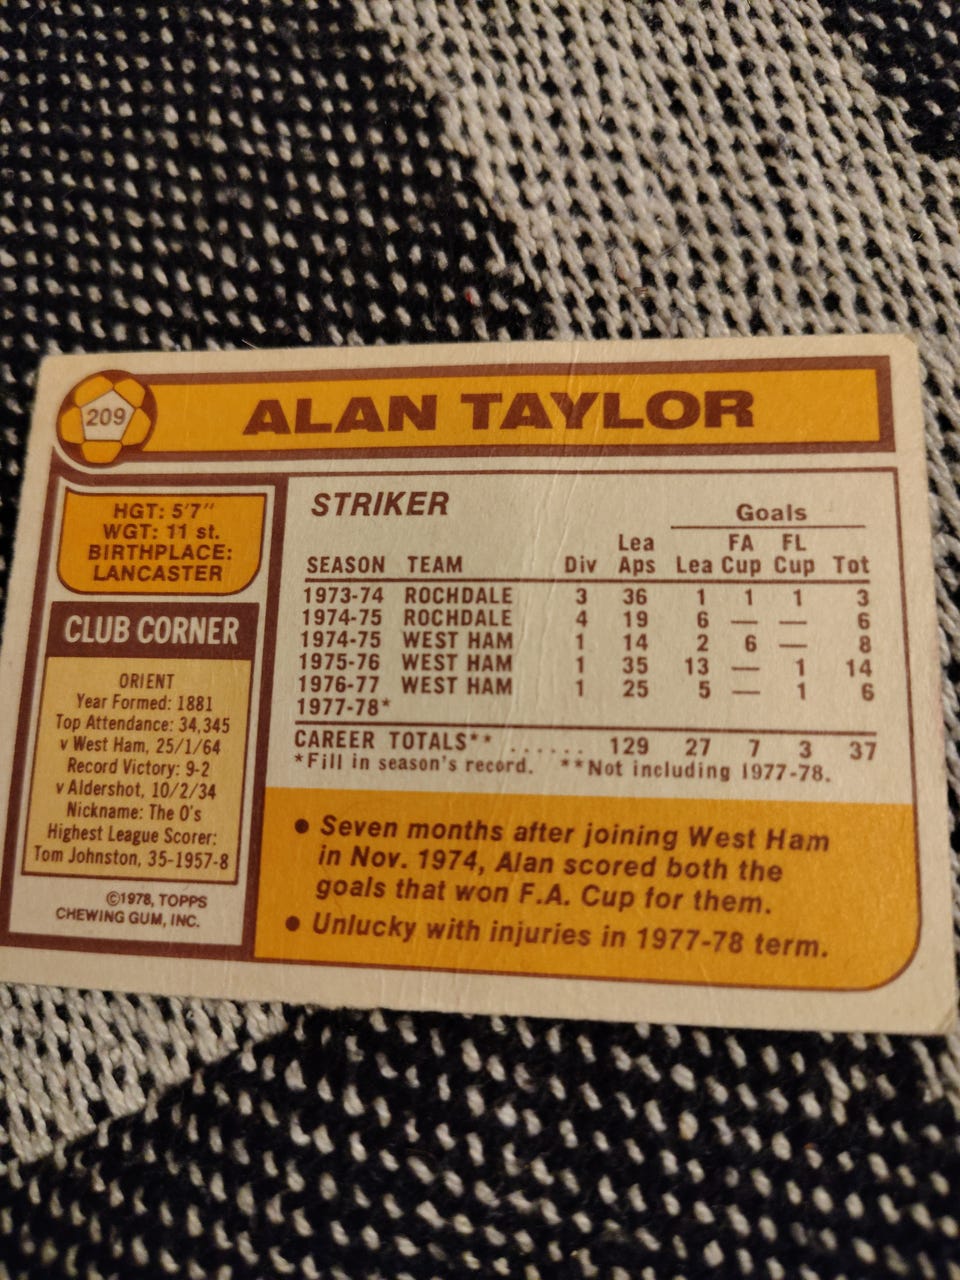 209
ALAN TAYLOR
HGT: 5'7"
WGT: 11 st.
BIRTHPLACE:
LANCASTER
CLUB CORNER
ORIENT
Year Formed: 1881
Top Attendance: 34,345
v West Ham, 25/1/64
Record Victory: 9-2
v Aldershot, 10/2/34
Nickname: The O's
Highest League Scorer:
Tom Johnston, 35-1957-8
©1978, TOPPS
CHEWING GUM, INC.
STRIKER
Goals
Lea FA FL
SEASON TEAM Div Aps Lea Cup Cup Tot
1973-74 ROCHDALE 3 36 1 1 1 3
1974-75 ROCHDALE 4 19 6 — — 6
1974-75 WEST HAM 1 14 2 6 — 8
1975-76 WEST HAM 1 35 13 — 1 14
1976-77 WEST HAM 1 25 5 — 1 6
1977-78*
CAREER TOTALS** ...... 129 27 7 3 37
*Fill in season's record. **Not including 1977-78.
● Seven months after joining West Ham
in Nov. 1974, Alan scored both the
goals that won F.A. Cup for them.
● Unlucky with injuries in 1977-78 term.